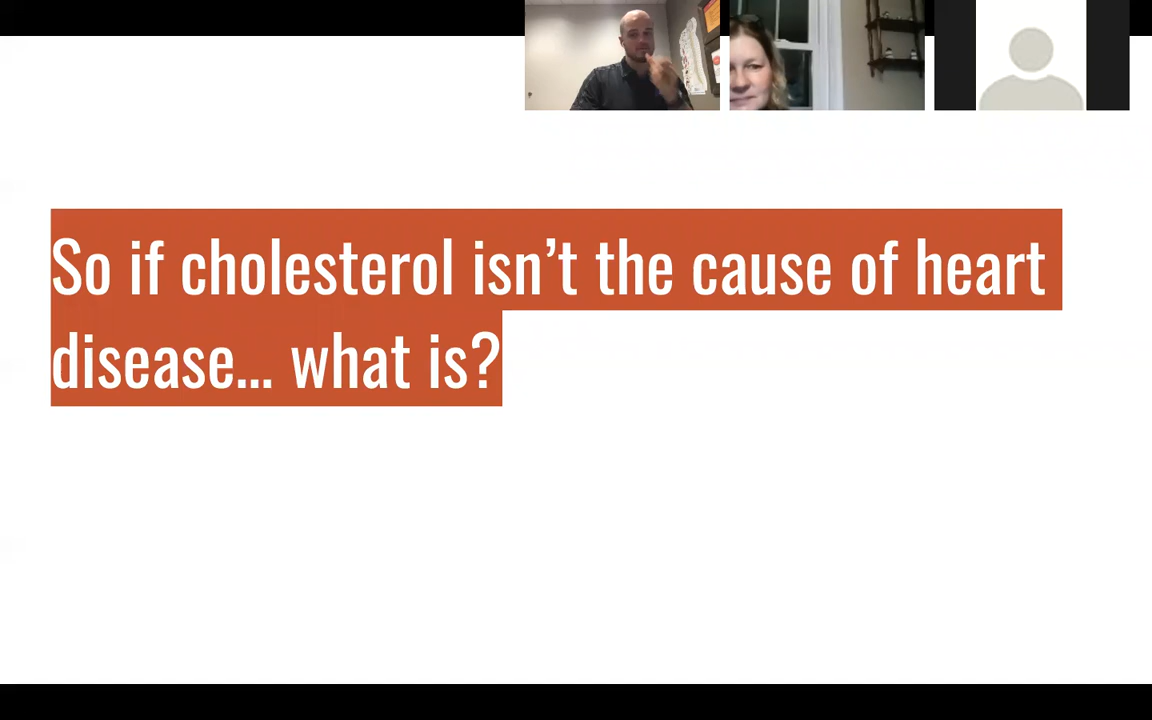 So if cholesterol isn’t the cause of heart
disease... what is?